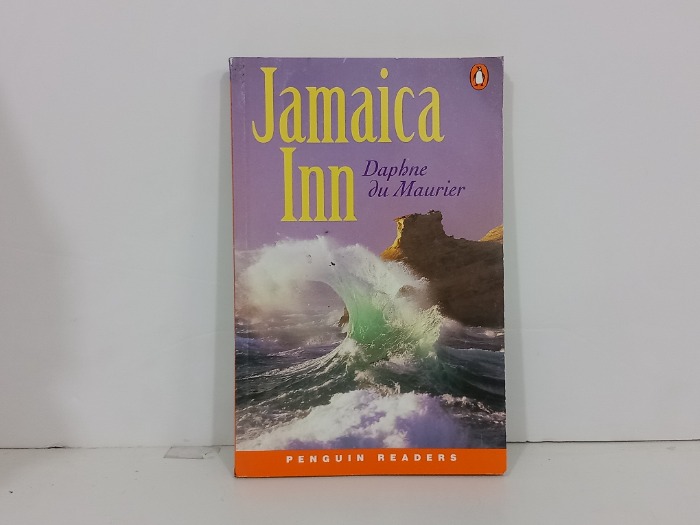 Jamaica
Inn
Daphne
du Maurier
PENGUIN READERS